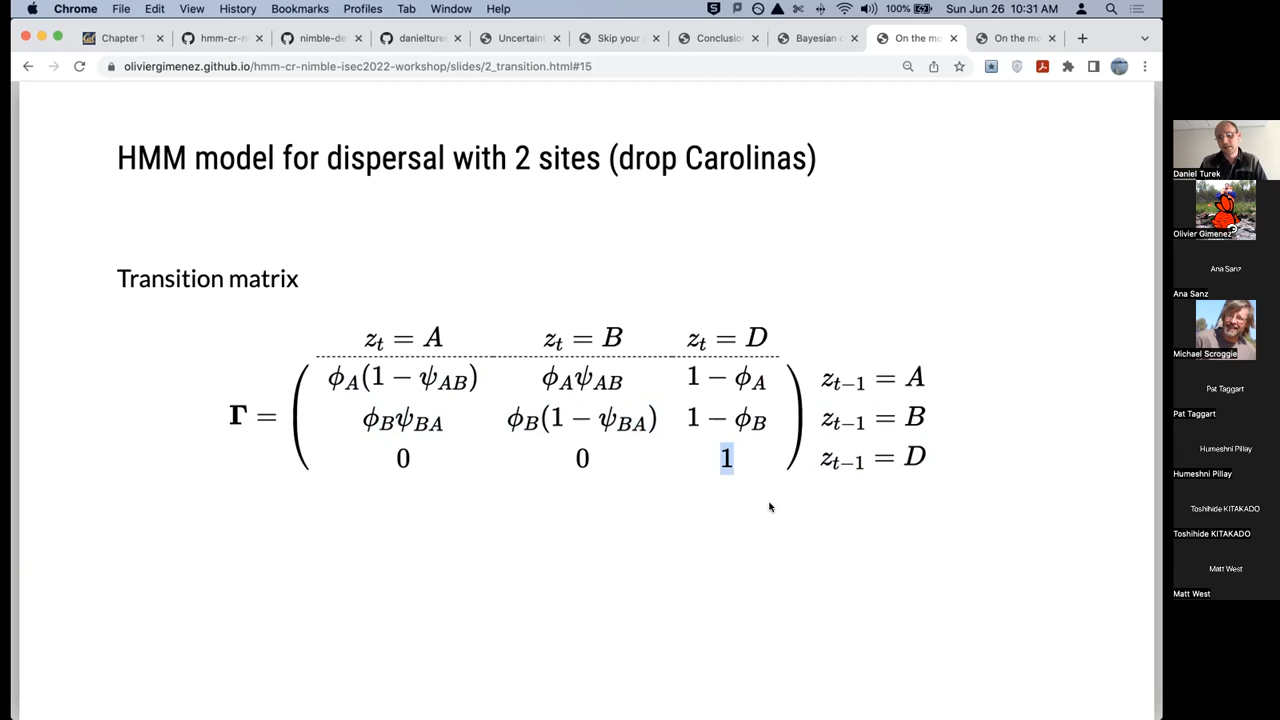 Chrome File Edit View History Bookmarks Profiles Tab Window Help 100% Sun Jun 26 10:31 AM
Chapter 1 hmm-cr-n nimble-de danielture Uncertaint Skip your Conclusion Bayesian c On the mo On the mo
oliviergimenez.github.io/hmm-cr-nimble-isec2022-workshop/slides/2_transition.html#15
HMM model for dispersal with 2 sites (drop Carolinas)
Transition matrix
z_t = A z_t = B z_t = D
Γ = ( ϕ_A(1 − ψ_AB) ϕ_Aψ_AB 1 − ϕ_A ) z_{t−1} = A
ϕ_Bψ_BA ϕ_B(1 − ψ_BA) 1 − ϕ_B z_{t−1} = B
0 0 1 z_{t−1} = D
Daniel Turek
Olivier Gimenez
Ana Sanz
Ana Sanz
Michael Scroggie
Pat Taggart
Pat Taggart
Humeshni Pillay
Humeshni Pillay
Toshihide KITAKADO
Toshihide KITAKADO
Matt West
Matt West